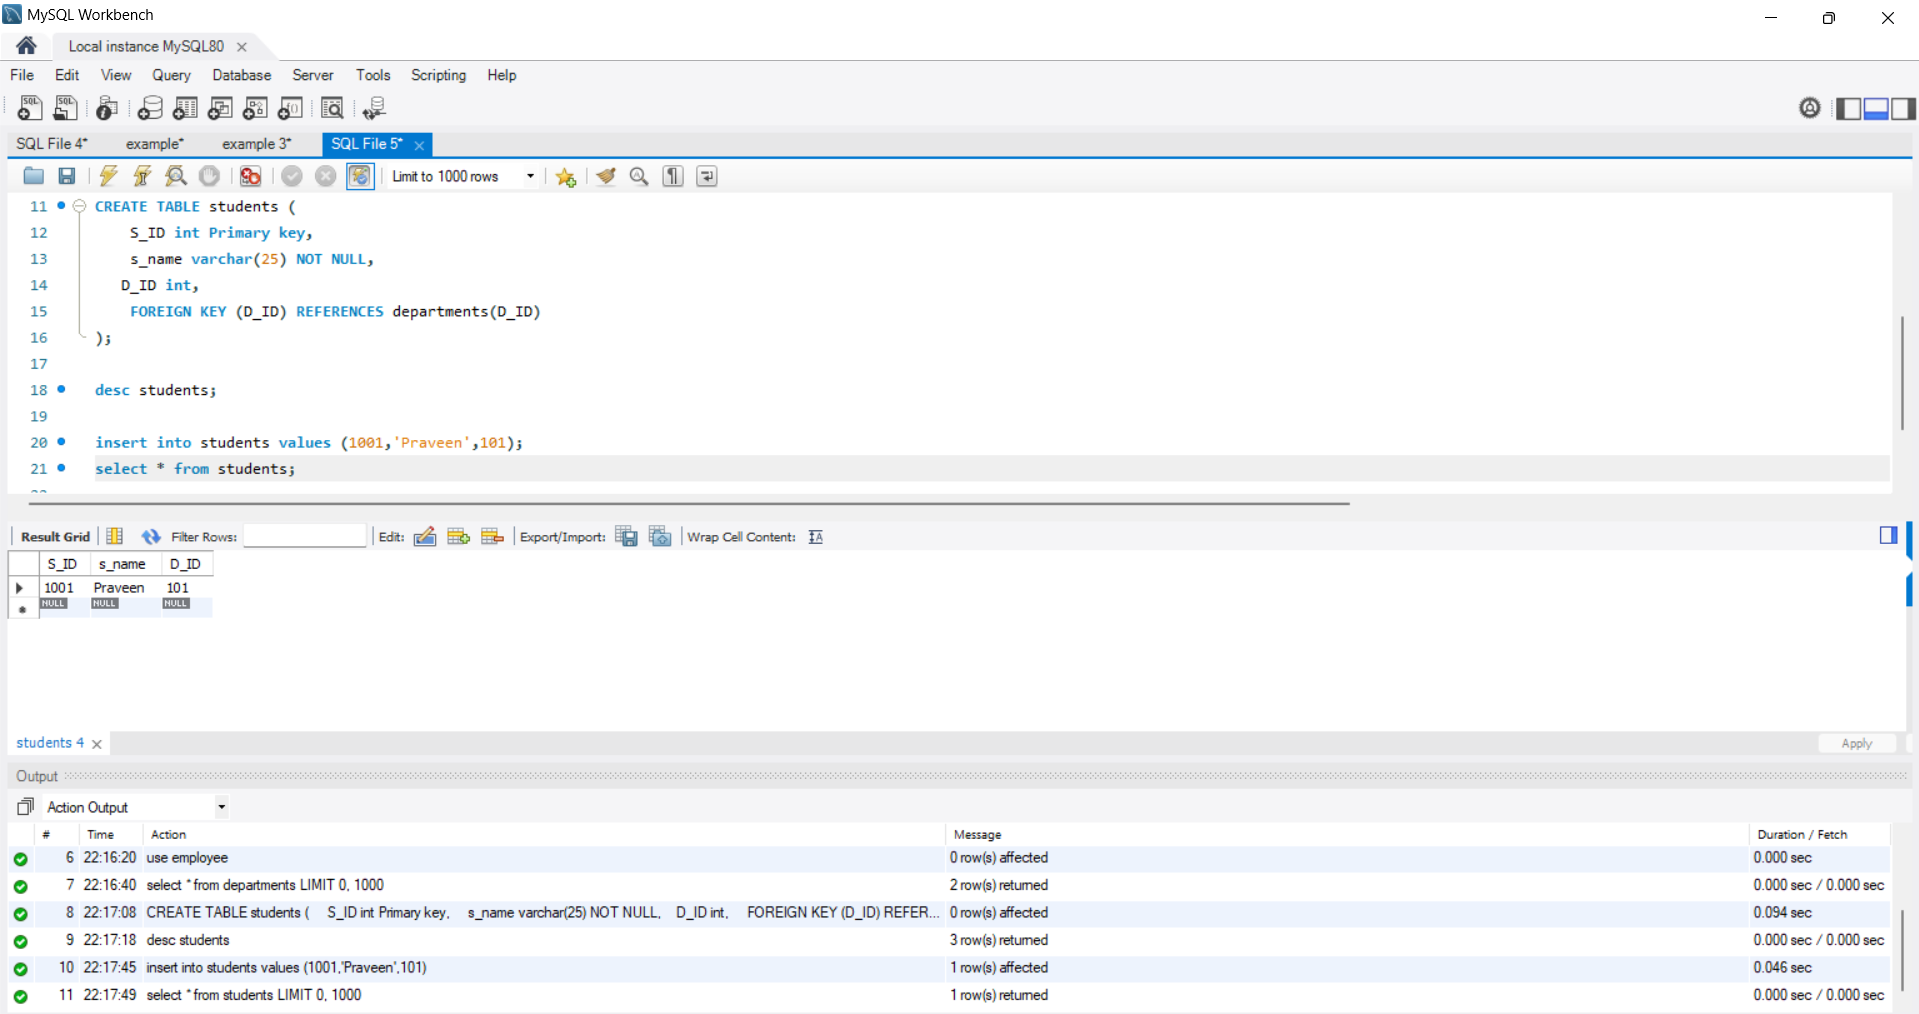 MySQL Workbench
Local instance MySQL80
File Edit View Query Database Server Tools Scripting Help
SQL File 4* example* example 3* SQL File 5*
Limit to 1000 rows
11 CREATE TABLE students (
12 S_ID int Primary key,
13 s_name varchar(25) NOT NULL,
14 D_ID int,
15 FOREIGN KEY (D_ID) REFERENCES departments(D_ID)
16 );
17
18 desc students;
19
20 insert into students values (1001,'Praveen',101);
21 select * from students;
Result Grid Filter Rows: Edit: Export/Import: Wrap Cell Content:
S_ID s_name D_ID
1001 Praveen 101
NULL NULL NULL
students 4
Apply
Output
Action Output
# Time Action Message Duration / Fetch
6 22:16:20 use employee 0 row(s) affected 0.000 sec
7 22:16:40 select * from departments LIMIT 0, 1000 2 row(s) returned 0.000 sec / 0.000 sec
8 22:17:08 CREATE TABLE students ( S_ID int Primary key, s_name varchar(25) NOT NULL, D_ID int, FOREIGN KEY (D_ID) REFER... 0 row(s) affected 0.094 sec
9 22:17:18 desc students 3 row(s) returned 0.000 sec / 0.000 sec
10 22:17:45 insert into students values (1001,'Praveen',101) 1 row(s) affected 0.046 sec
11 22:17:49 select * from students LIMIT 0, 1000 1 row(s) returned 0.000 sec / 0.000 sec